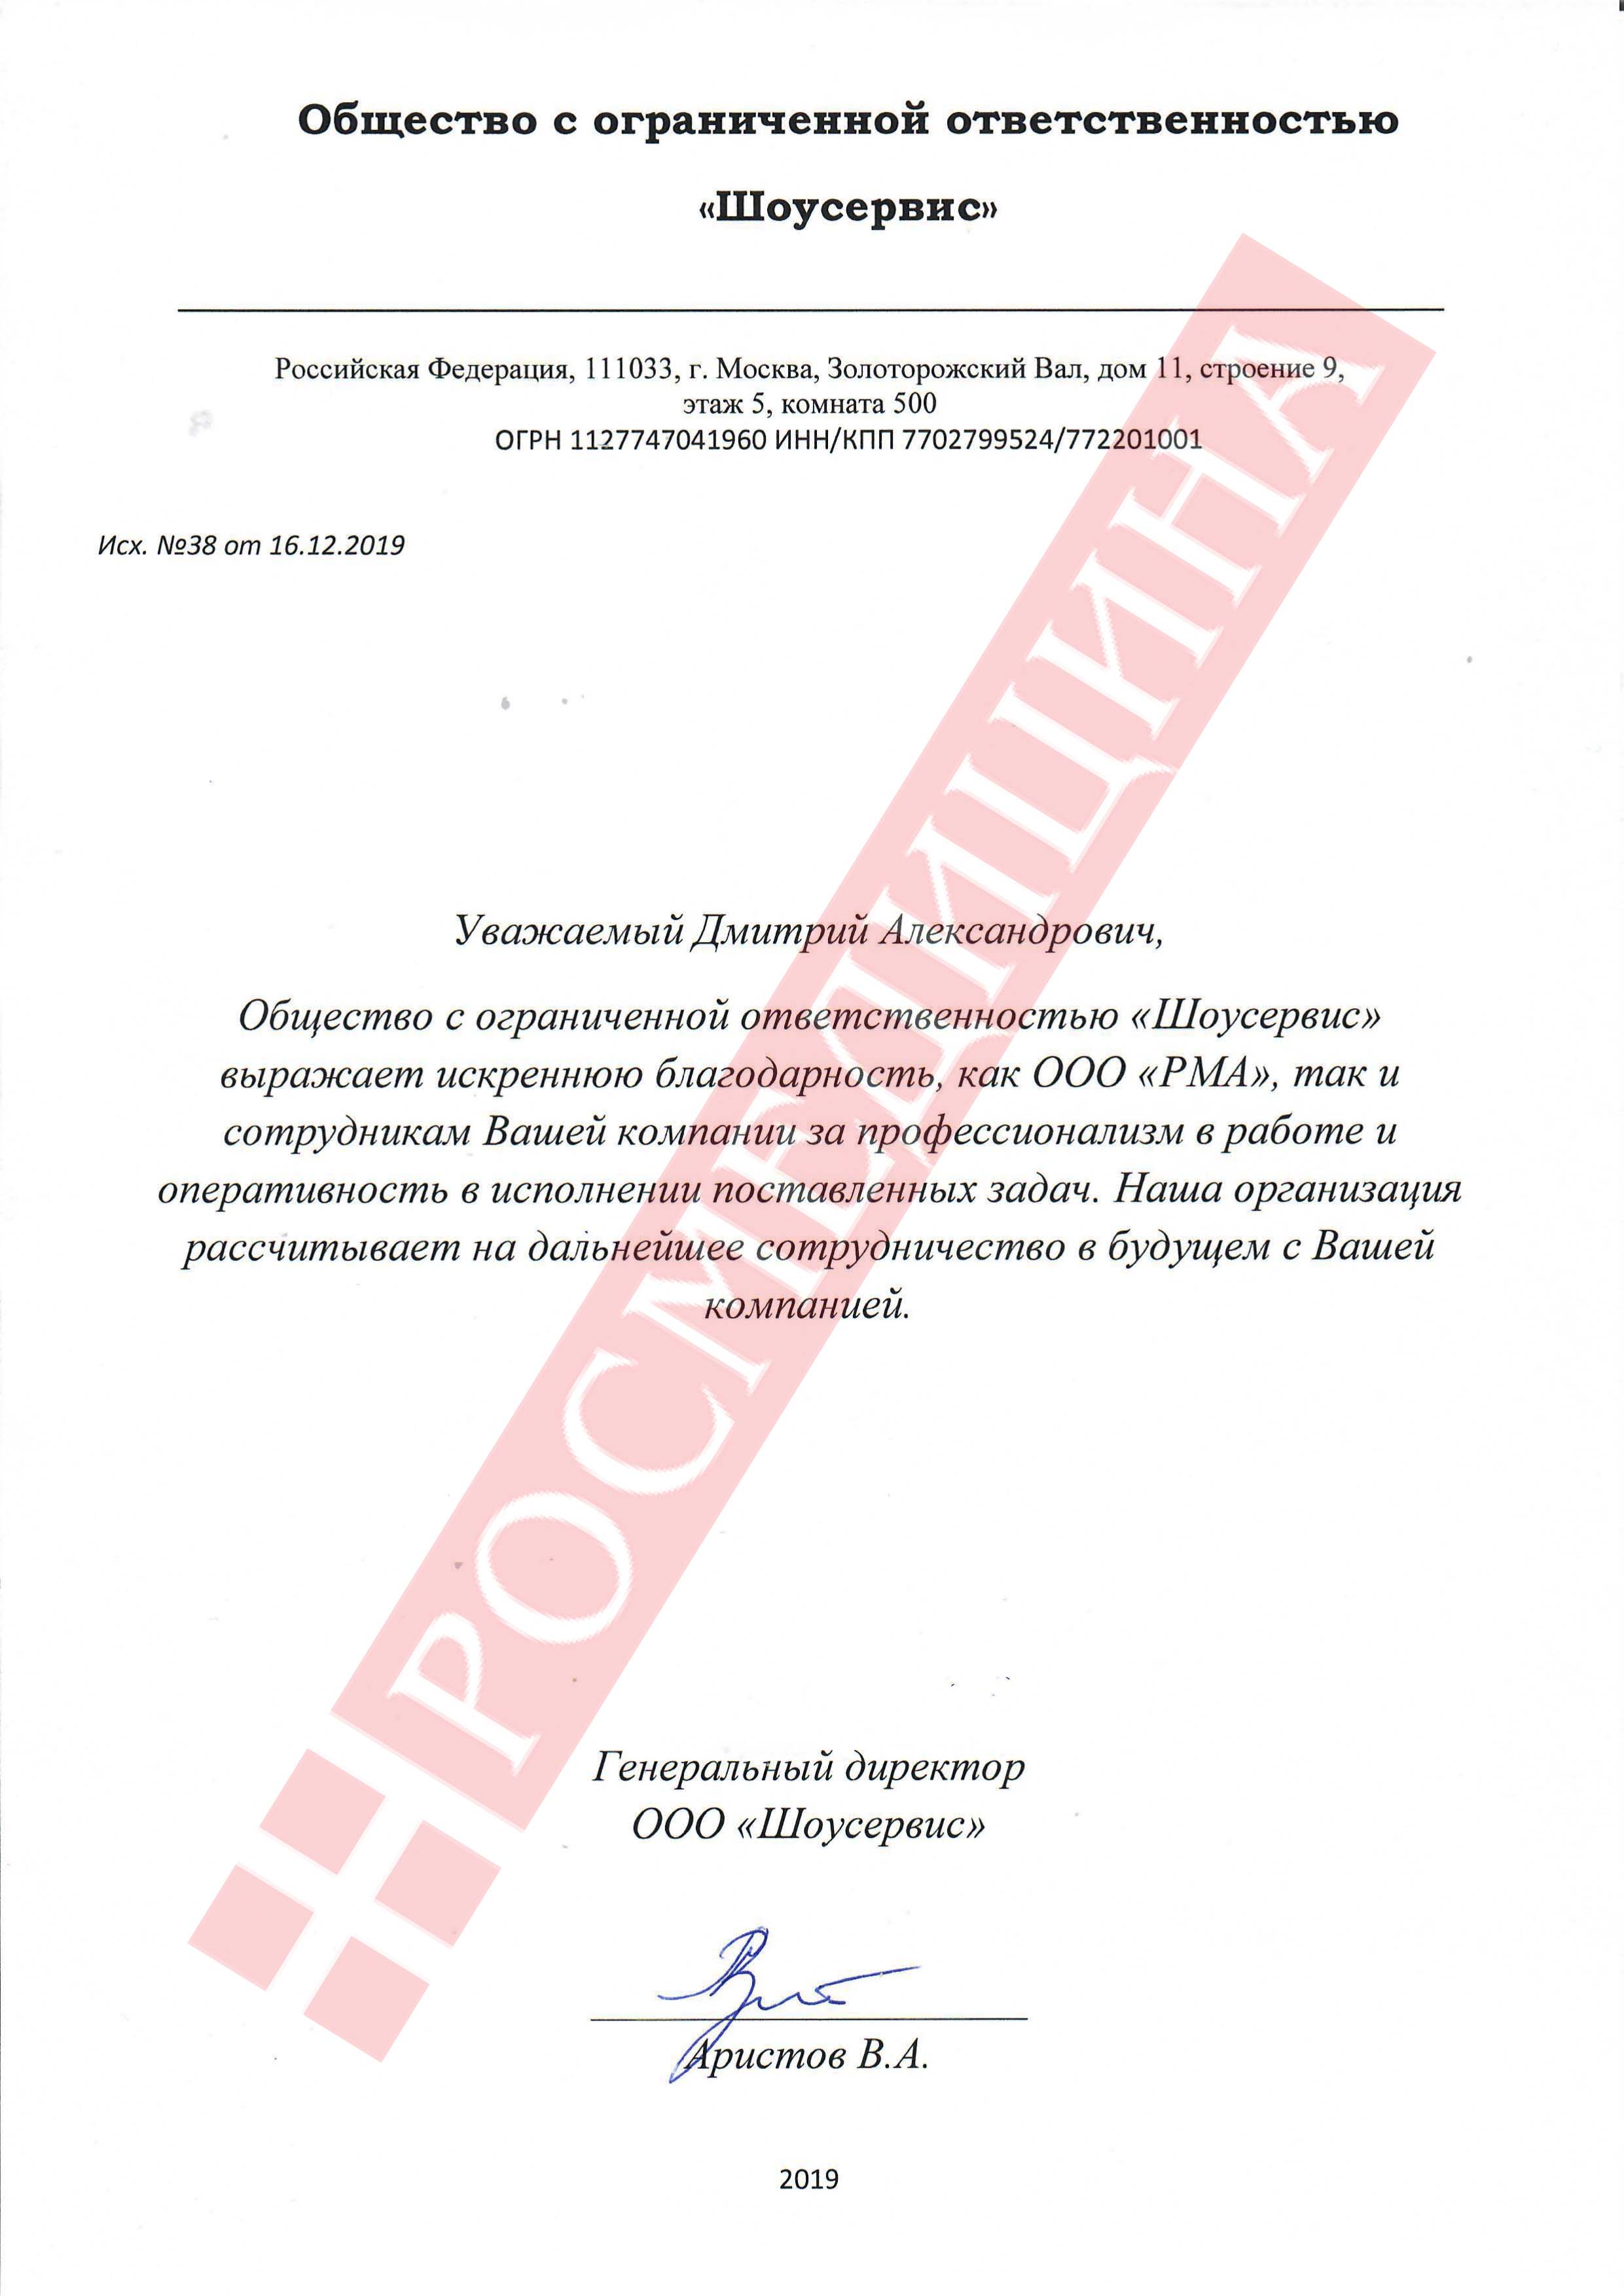 Общество с ограниченной ответственностью
«Шоусервис»
Российская Федерация, 111033, г. Москва, Золоторожский Вал, дом 11, строение 9,
этаж 5, комната 500
ОГРН 1127747041960 ИНН/КПП 7702799524/772201001
Исх. №38 от 16.12.2019
Уважаемый Дмитрий Александрович,
Общество с ограниченной ответственностью «Шоусервис»
выражает искреннюю благодарность, как ООО «РМА», так и
сотрудникам Вашей компании за профессионализм в работе и
оперативность в исполнении поставленных задач. Наша организация
рассчитывает на дальнейшее сотрудничество в будущем с Вашей
компанией.
РОСМЕДИЦИНА
Генеральный директор
ООО «Шоусервис»
Аристов В.А.
2019